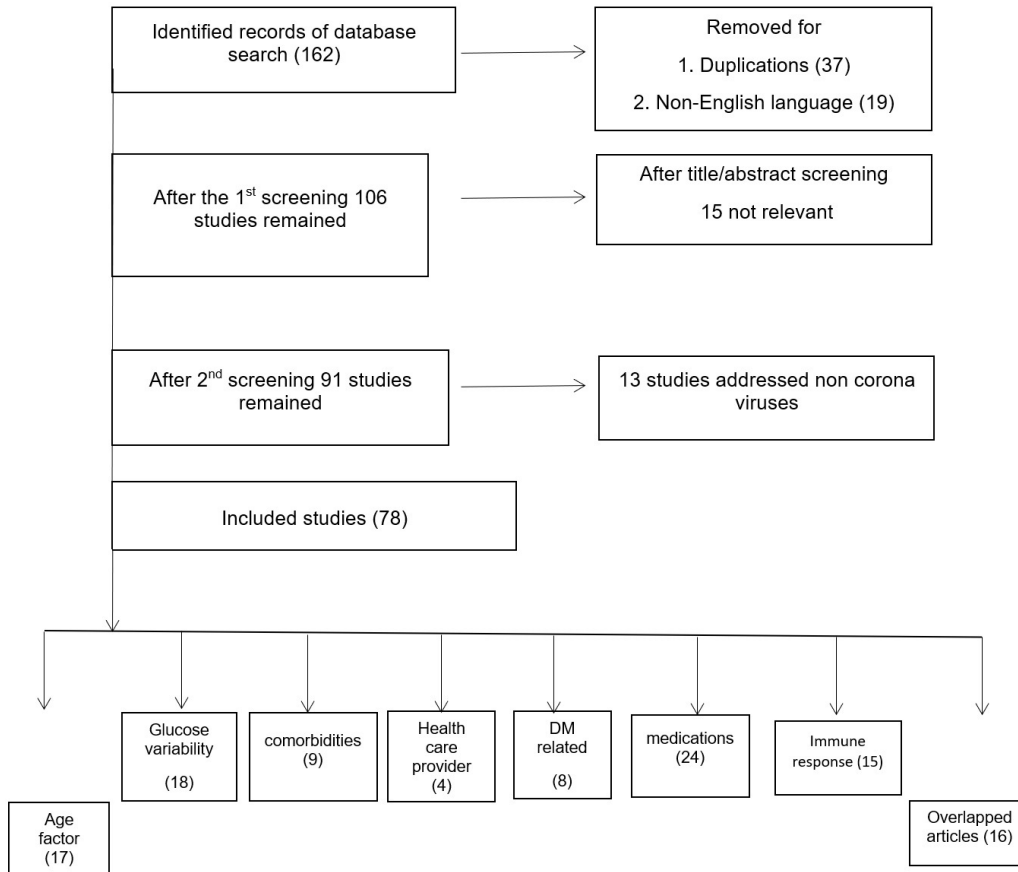 Identified records of database
search (162)
Removed for
1. Duplications (37)
2. Non-English language (19)
After the 1st screening 106
studies remained
After title/abstract screening
15 not relevant
After 2nd screening 91 studies
remained
13 studies addressed non corona
viruses
Included studies (78)
Age
factor
(17)
Glucose
variability
(18)
comorbidities
(9)
Health
care
provider
(4)
DM
related
(8)
medications
(24)
Immune
response (15)
Overlapped
articles (16)